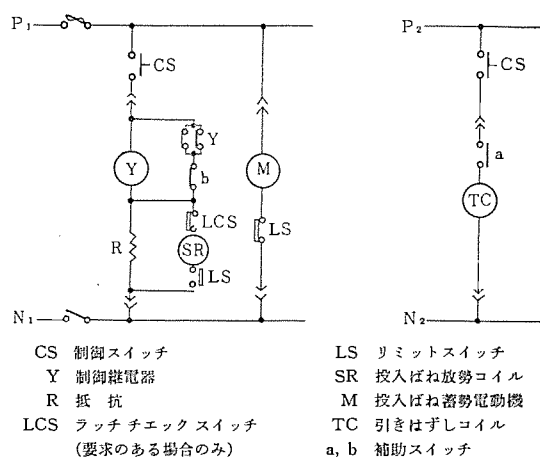 P₁
P₂
CS
CS
Y
Y
b
M
a
LCS
TC
R
SR
LS
LS
N₁
N₂
CS 制御スイッチ
Y 制御継電器
R 抵抗
LCS ラッチ チエック スイッチ
(要求のある場合のみ)
LS リミットスイッチ
SR 投入ばね放勢コイル
M 投入ばね蓄勢電動機
TC 引きはずしコイル
a, b 補助スイッチ